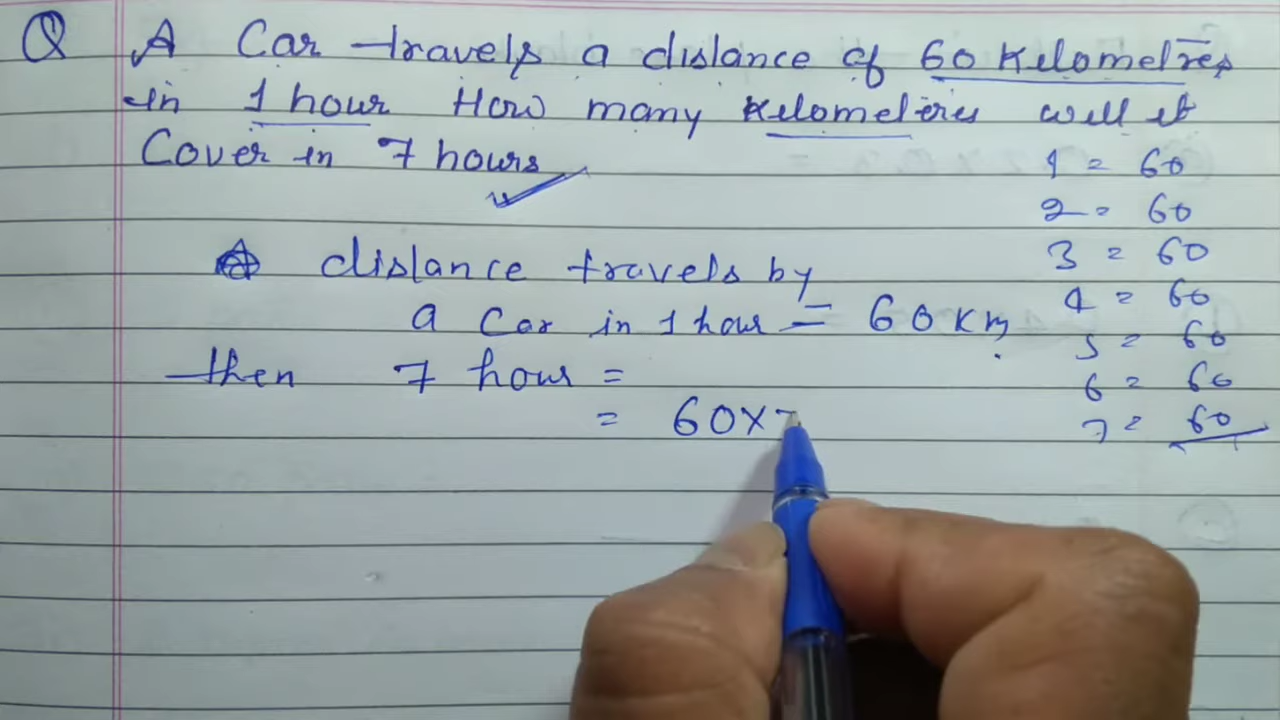 Q A Car travels a distance of 60 Kilometres
in 1 hour How many Kilometres will it
Cover in 7 hours
distance travels by
a Car in 1 hour = 60 Km
then 7 hour =
= 60×7
1 = 60
2 = 60
3 = 60
4 = 60
5 = 60
6 = 60
7 = 60